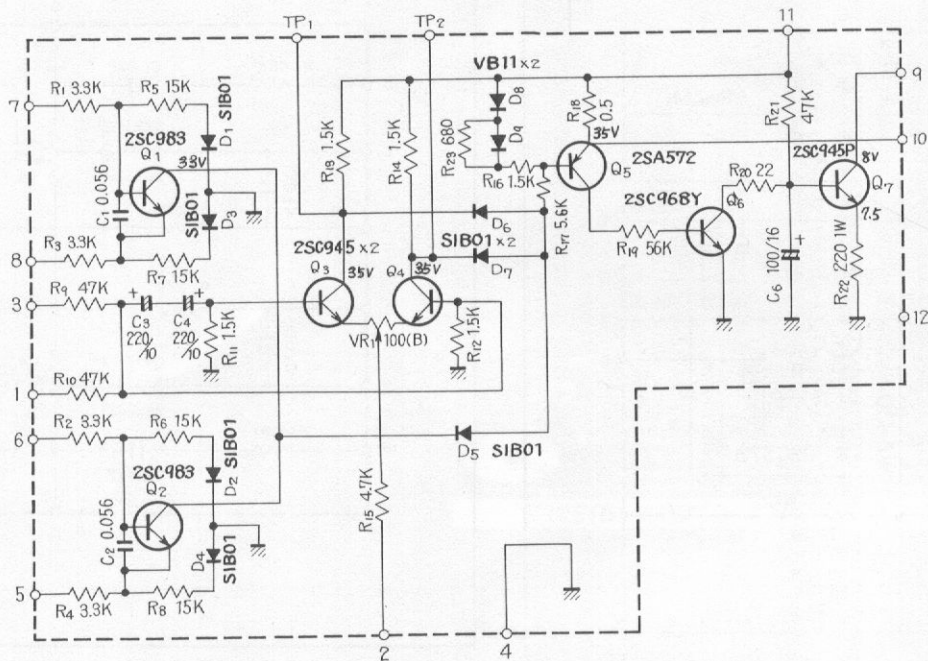 TP1
TP2
11
7
R1 3.3K
R5 15K
SIB01
D1
2SC983
Q1
33V
C1 0.056
SIB01
D3
8
R3 3.3K
R7 15K
VB11×2
D8
D9
R23 680
R16 1.5K
R18 0.5
35V
Q5
2SA572
R17 5.6K
R13 1.5K
R14 1.5K
D6
SIB01×2
D7
R21 47K
9
10
2SC945P
8V
Q7
7.5
R20 22
2SC968Y
Q6
R19 56K
C6 100/16
+
R22 220 1W
12
3
R9 47K
+
C3
220/10
+
C4
220/10
R11 1.5K
2SC945×2
Q3
35V
Q4
35V
VR1 100(B)
R12 1.5K
1
R10 47K
6
R2 3.3K
R6 15K
SIB01
D2
2SC983
Q2
C2 0.056
D4
SIB01
5
R4 3.3K
R8 15K
D5 SIB01
R15 4.7K
2
4